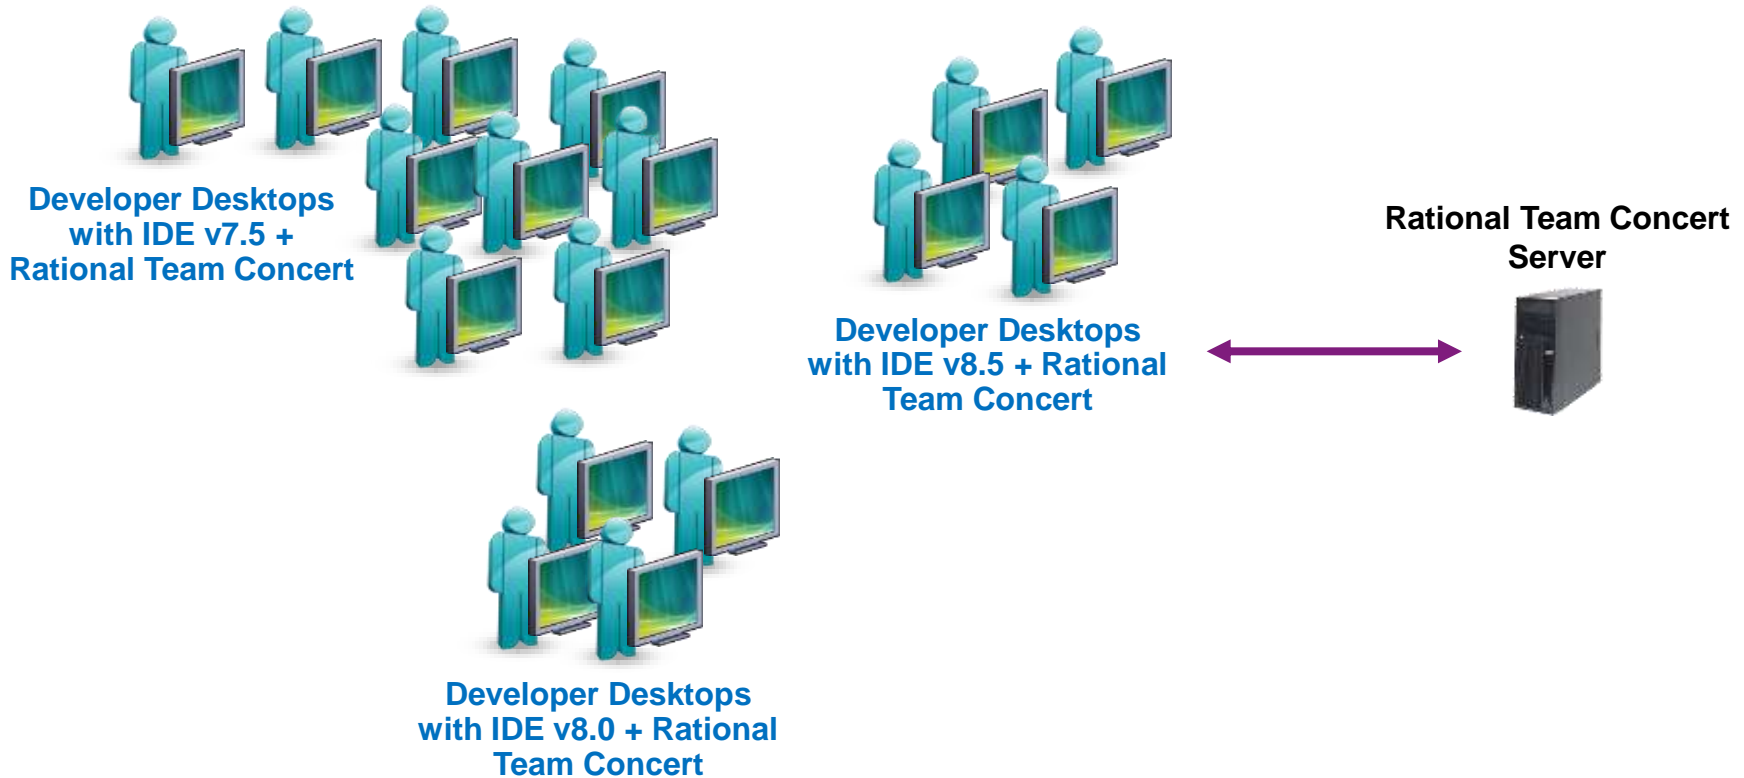 Developer Desktops
with IDE v7.5 +
Rational Team Concert
Developer Desktops
with IDE v8.5 + Rational
Team Concert
Rational Team Concert
Server
Developer Desktops
with IDE v8.0 + Rational
Team Concert